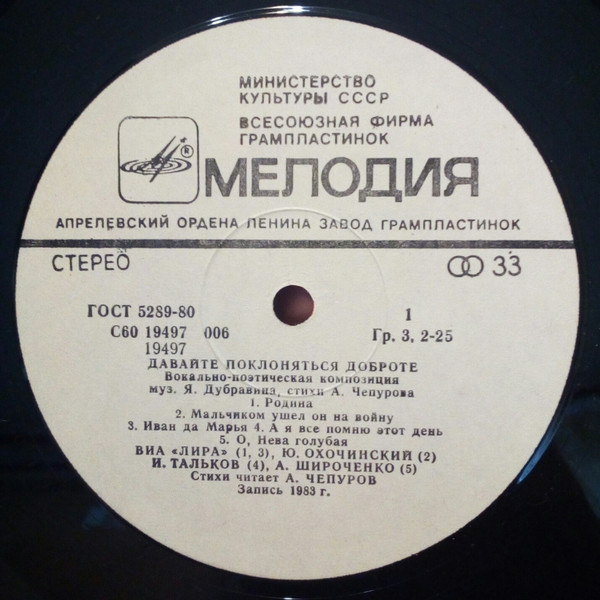 МИНИСТЕРСТВО
КУЛЬТУРЫ СССР
ВСЕСОЮЗНАЯ ФИРМА
ГРАМПЛАСТИНОК
®
МЕЛОДИЯ
АПРЕЛЕВСКИЙ ОРДЕНА ЛЕНИНА ЗАВОД ГРАМПЛАСТИНОК
СТЕРЕО 33
ГОСТ 5289-80 1
С60 19497 006 Гр. 3, 2-25
19497
ДАВАЙТЕ ПОКЛОНЯТЬСЯ ДОБРОТЕ
Вокально-поэтическая композиция
муз. Я. Дубравина, стихи А. Чепурова
1. Родина
2. Мальчиком ушел он на войну
3. Иван да Марья 4. А я все помню этот день
5. О, Нева голубая
ВИА «ЛИРА» (1, 3), Ю. ОХОЧИНСКИЙ (2)
И. ТАЛЬКОВ (4), А. ШИРОЧЕНКО (5)
Стихи читает А. ЧЕПУРОВ
Запись 1983 г.